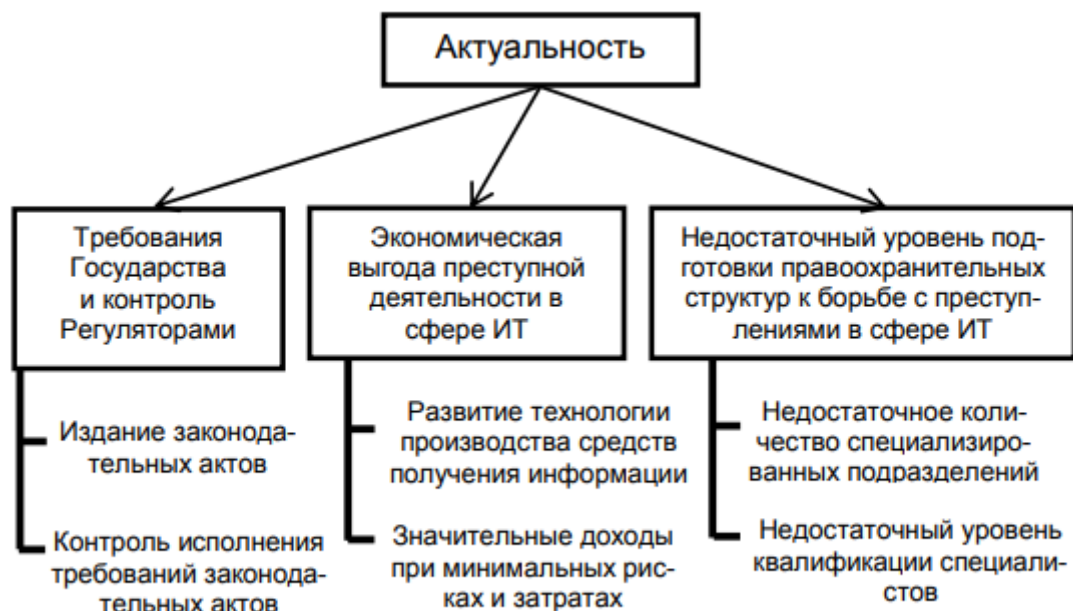 Актуальность
Требования
Государства
и контроль
Регуляторами
Издание законода-
тельных актов
Контроль исполнения
требований законода-
тельных актов
Экономическая
выгода преступной
деятельности в
сфере ИТ
Развитие технологии
производства средств
получения информации
Значительные доходы
при минимальных рис-
ках и затратах
Недостаточный уровень под-
готовки правоохранительных
структур к борьбе с преступ-
лениями в сфере ИТ
Недостаточное коли-
чество специализиро-
ванных подразделений
Недостаточный уровень
квалификации специали-
стов